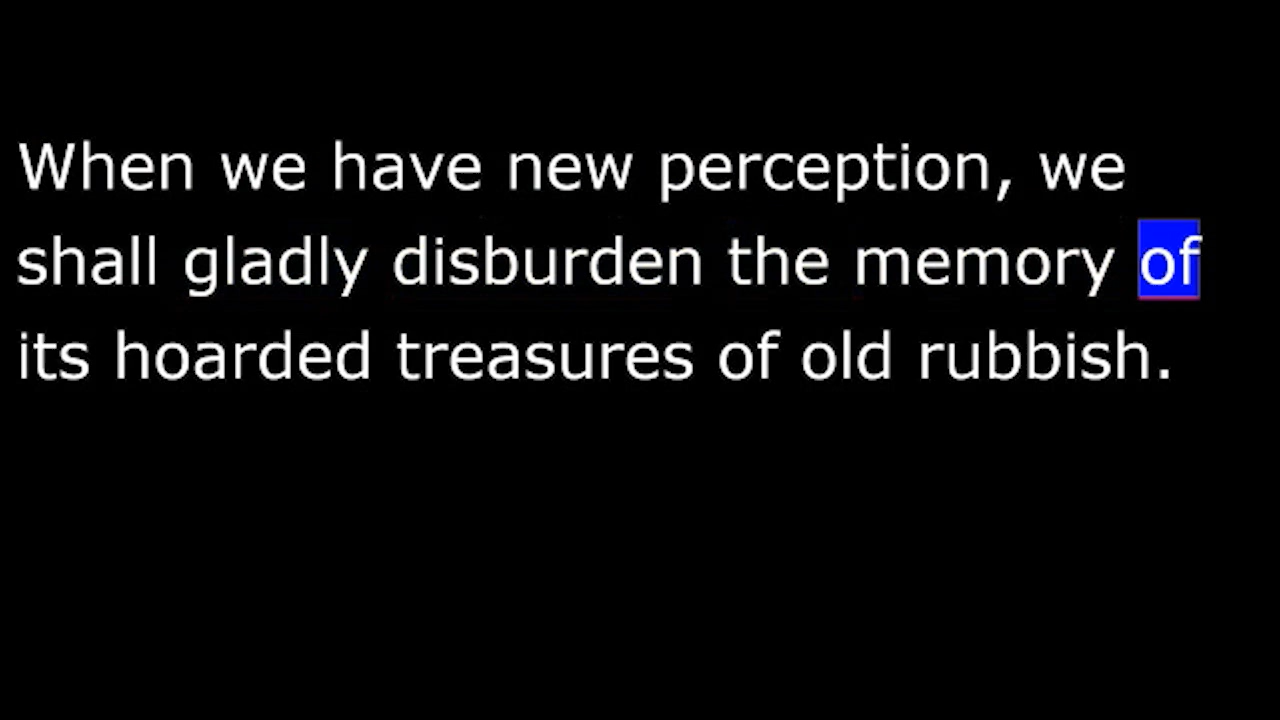 When we have new perception, we
shall gladly disburden the memory of
its hoarded treasures of old rubbish.